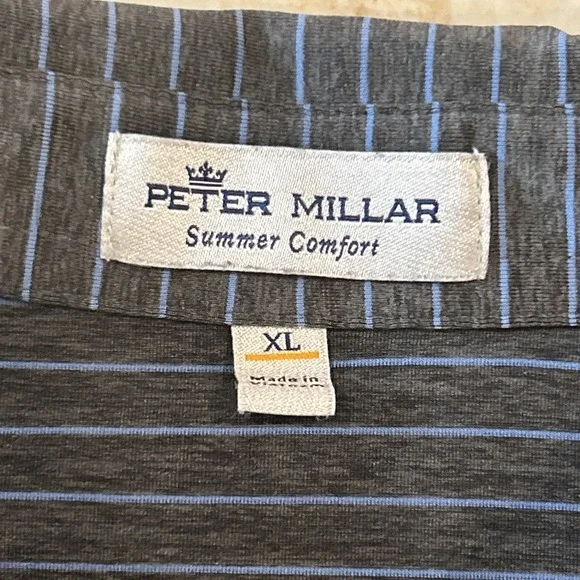 PETER MILLAR
Summer Comfort
XL
Made in